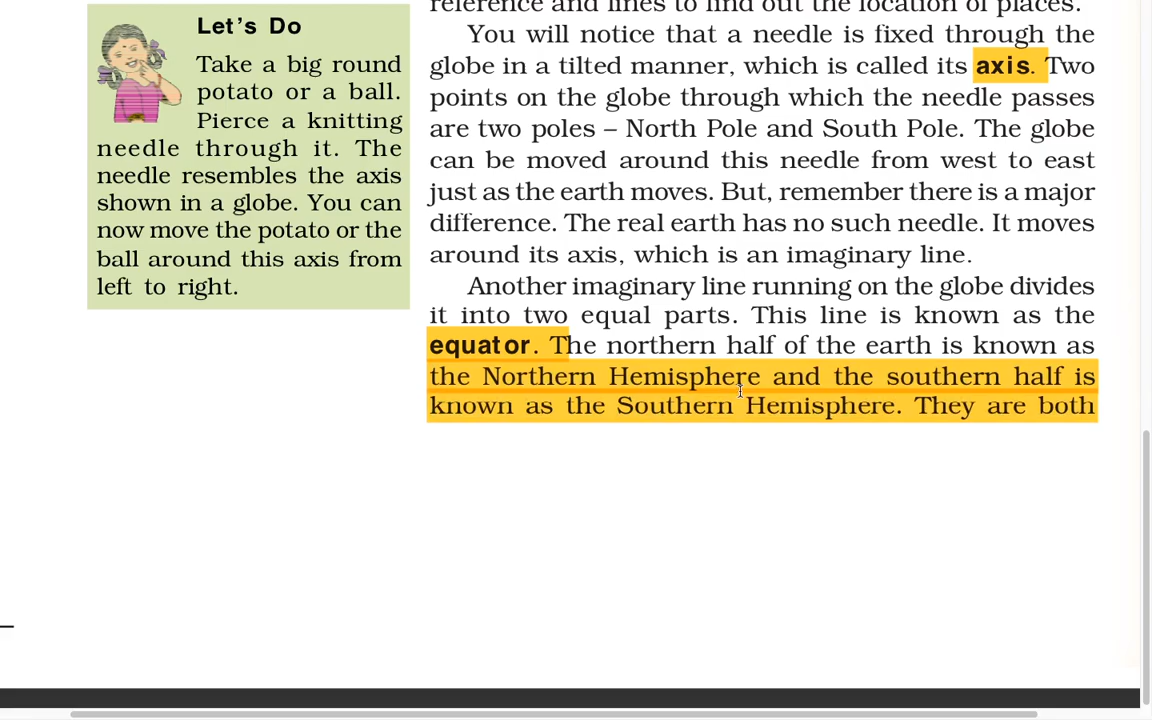 Let's Do
Take a big round
potato or a ball.
Pierce a knitting
needle through it. The
needle resembles the axis
shown in a globe. You can
now move the potato or the
ball around this axis from
left to right.
reference and lines to find out the location of places.
You will notice that a needle is fixed through the
globe in a tilted manner, which is called its axis. Two
points on the globe through which the needle passes
are two poles – North Pole and South Pole. The globe
can be moved around this needle from west to east
just as the earth moves. But, remember there is a major
difference. The real earth has no such needle. It moves
around its axis, which is an imaginary line.
Another imaginary line running on the globe divides
it into two equal parts. This line is known as the
equator. The northern half of the earth is known as
the Northern Hemisphere and the southern half is
known as the Southern Hemisphere. They are both